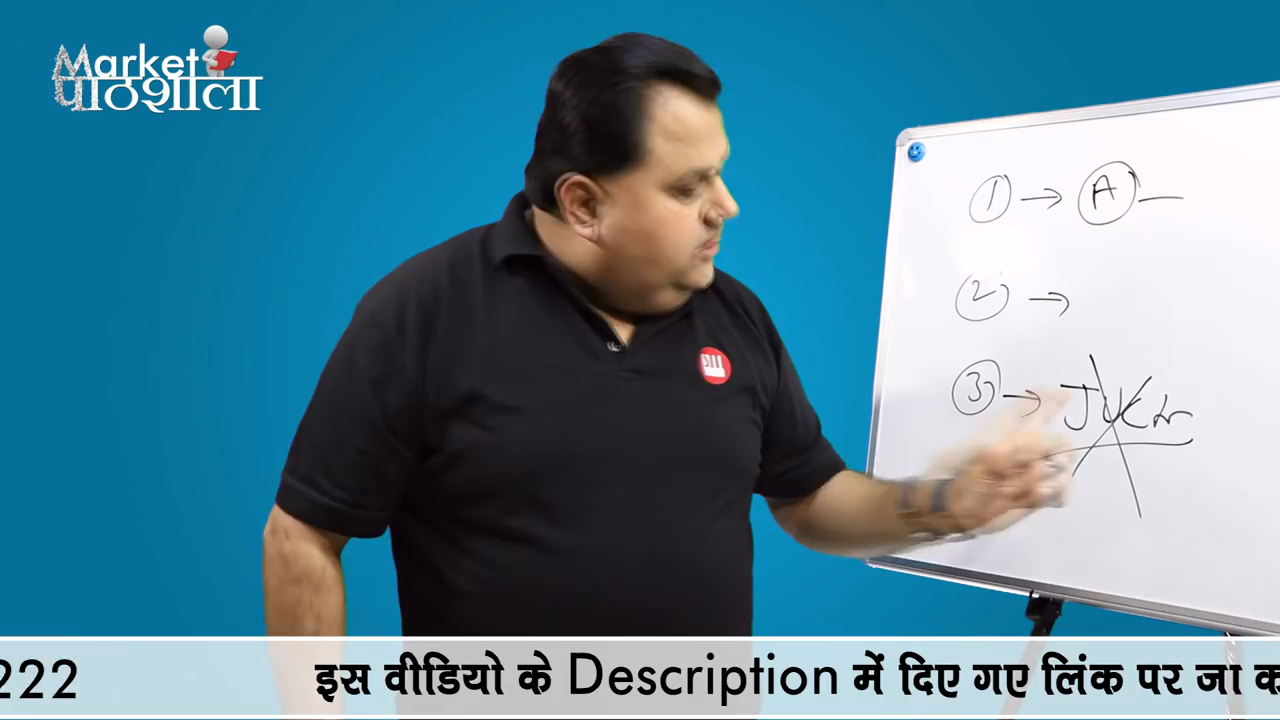 Market
पाठशाला
1 → A —
2 →
3 →
222 इस वीडियो के Description में दिए गए लिंक पर जा क